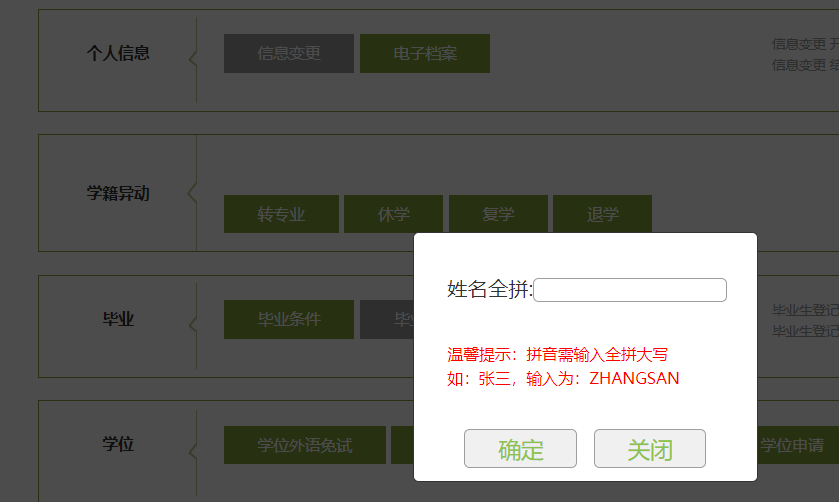 个人信息
信息变更 电子档案
信息变更 开
信息变更 结
学籍异动
转专业 休学 复学 退学
毕业
毕业条件 毕业
毕业生登记
毕业生登记
学位
学位外语免试
学位申请
姓名全拼:
温馨提示：拼音需输入全拼大写
如：张三，输入为：ZHANGSAN
确定 关闭